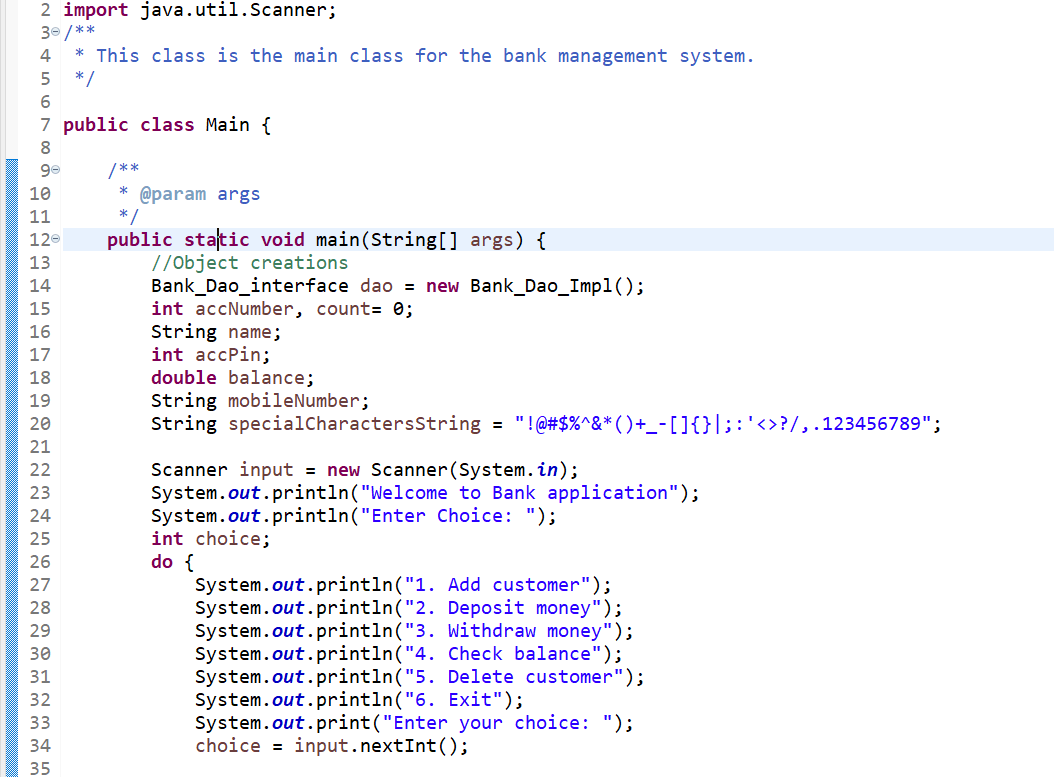 2 import java.util.Scanner;
3 /**
4  * This class is the main class for the bank management system.
5  */
6
7 public class Main {
8
9     /**
10      * @param args
11      */
12     public static void main(String[] args) {
13         //Object creations
14         Bank_Dao_interface dao = new Bank_Dao_Impl();
15         int accNumber, count= 0;
16         String name;
17         int accPin;
18         double balance;
19         String mobileNumber;
20         String specialCharactersString = "!@#$%^&*()+_-[]{}|;:'<>?/,.123456789";
21
22         Scanner input = new Scanner(System.in);
23         System.out.println("Welcome to Bank application");
24         System.out.println("Enter Choice: ");
25         int choice;
26         do {
27             System.out.println("1. Add customer");
28             System.out.println("2. Deposit money");
29             System.out.println("3. Withdraw money");
30             System.out.println("4. Check balance");
31             System.out.println("5. Delete customer");
32             System.out.println("6. Exit");
33             System.out.print("Enter your choice: ");
34             choice = input.nextInt();
35